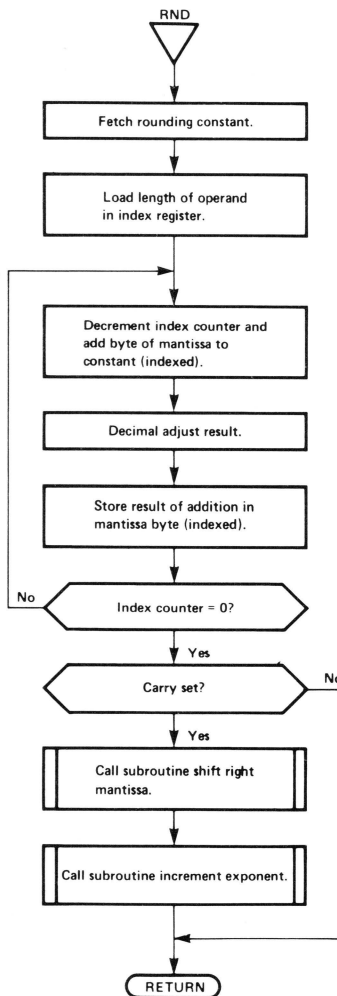 RND
Fetch rounding constant.
Load length of operand
in index register.
Decrement index counter and
add byte of mantissa to
constant (indexed).
Decimal adjust result.
Store result of addition in
mantissa byte (indexed).
No
Index counter = 0?
Yes
Carry set?
No
Yes
Call subroutine shift right
mantissa.
Call subroutine increment exponent.
RETURN